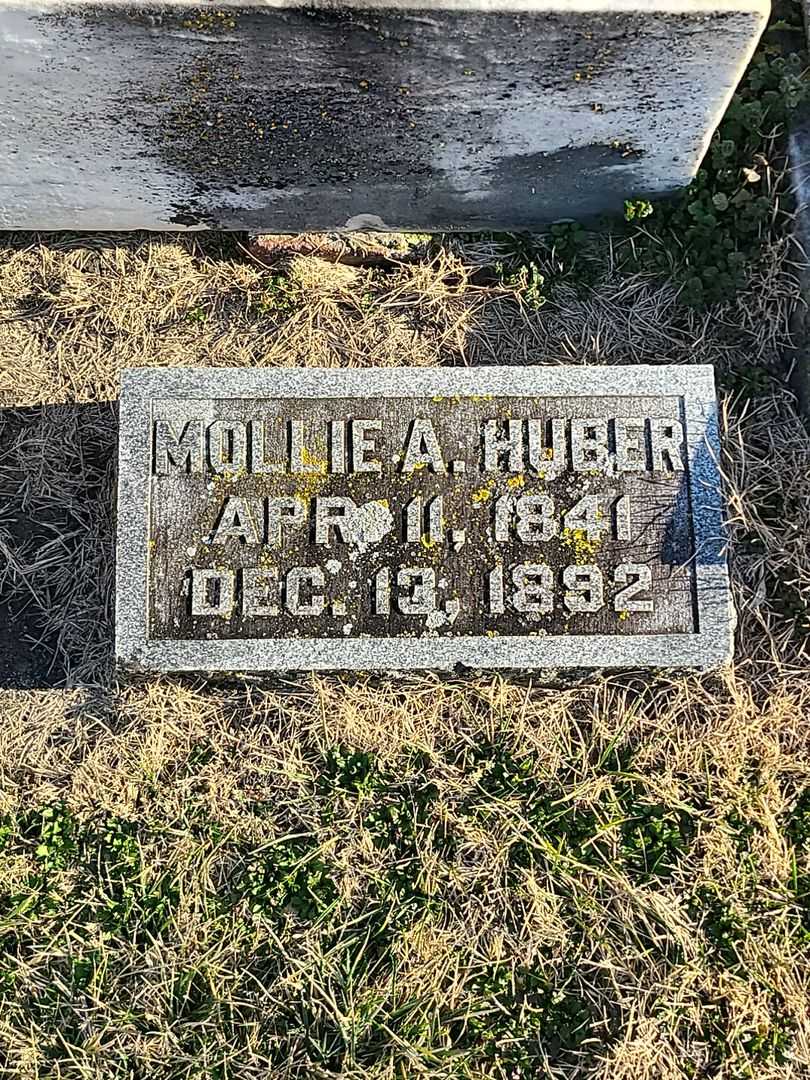 MOLLIE A. HUBER
APR. 11, 1841
DEC. 13, 1892